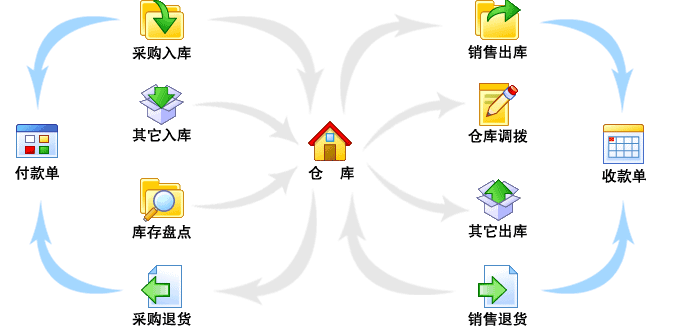 采购入库
销售出库
其它入库
仓库调拨
付款单
仓 库
收款单
库存盘点
其它出库
采购退货
销售退货